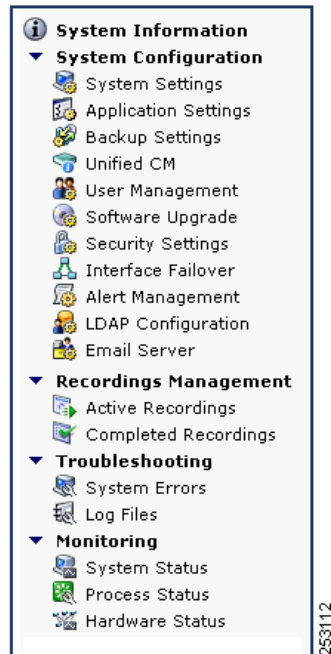 System Information
System Configuration
System Settings
Application Settings
Backup Settings
Unified CM
User Management
Software Upgrade
Security Settings
Interface Failover
Alert Management
LDAP Configuration
Email Server
Recordings Management
Active Recordings
Completed Recordings
Troubleshooting
System Errors
Log Files
Monitoring
System Status
Process Status
Hardware Status
253112